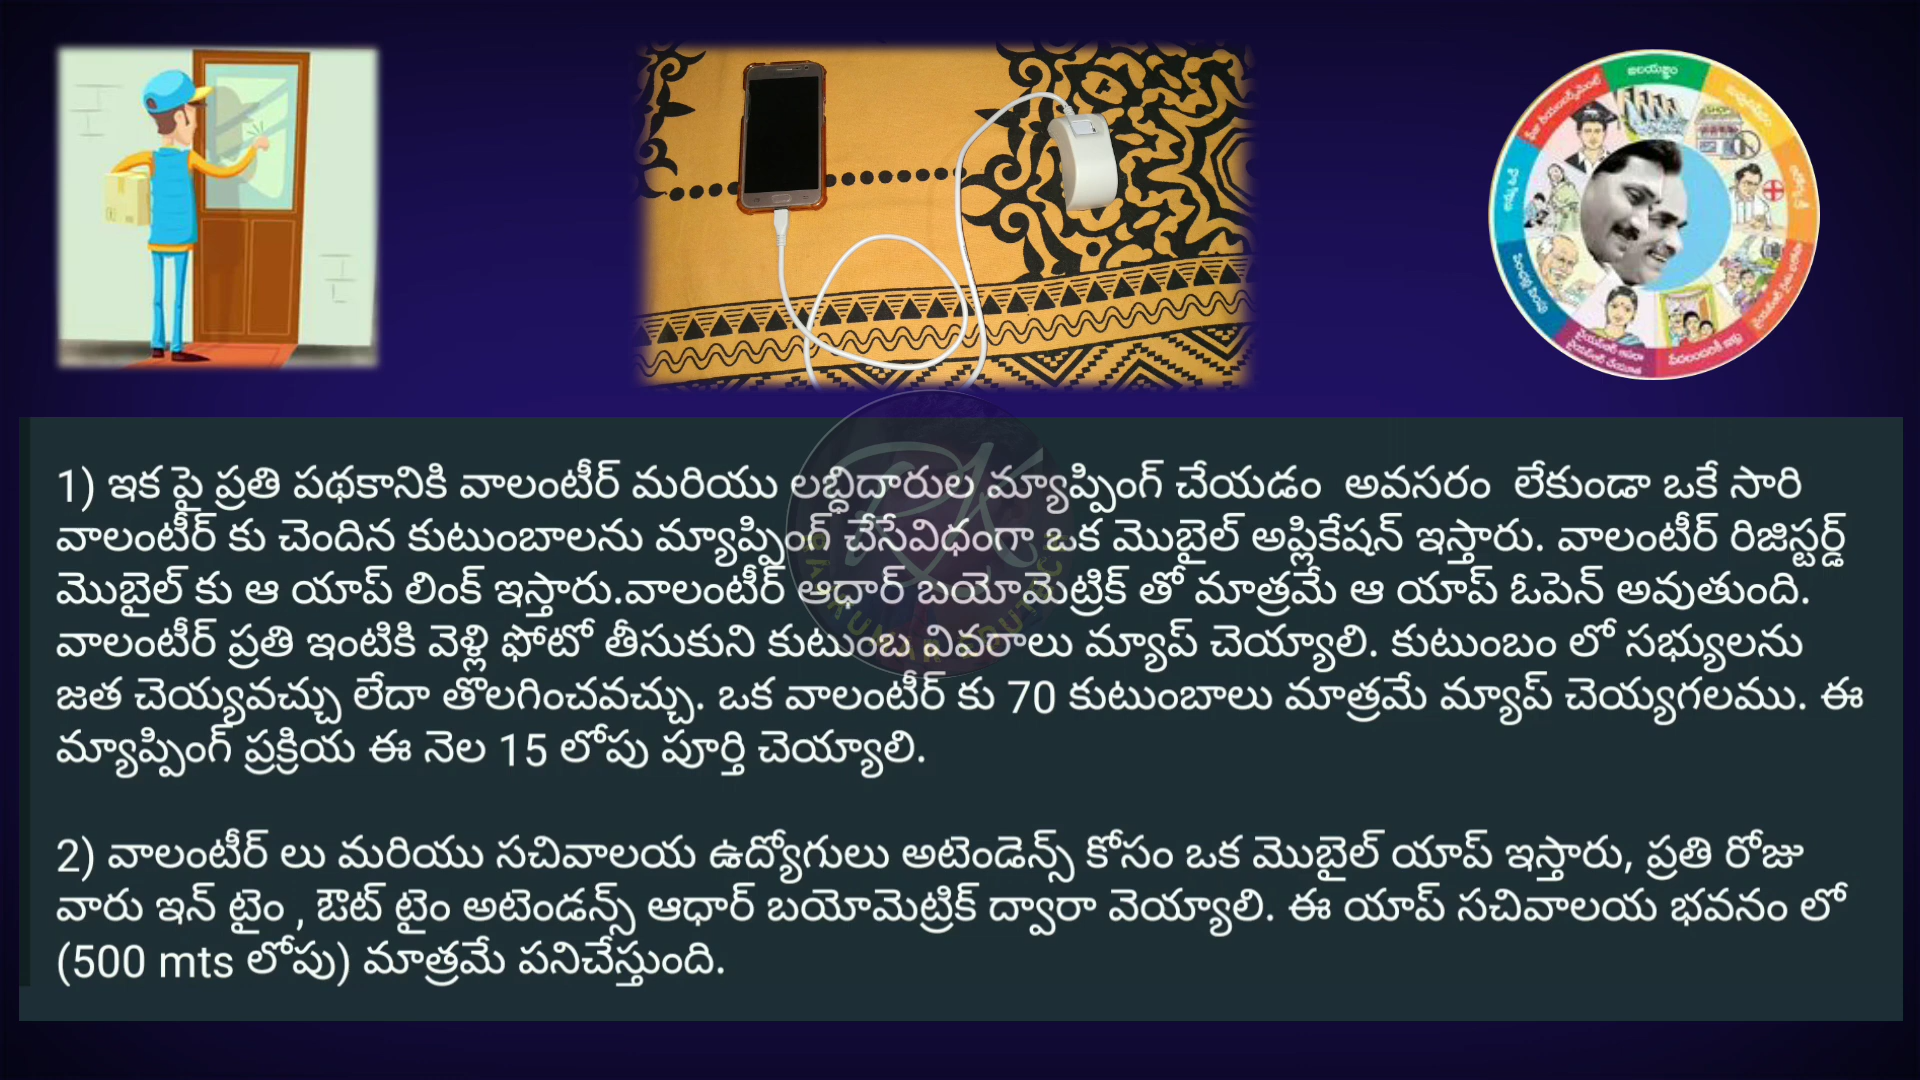 జలయజ్ఞం
1) ఇక పై ప్రతి పథకానికి వాలంటీర్ మరియు లబ్ధిదారుల మ్యాప్పింగ్ చేయడం అవసరం లేకుండా ఒకే సారి
వాలంటీర్ కు చెందిన కుటుంబాలను మ్యాప్పింగ్ చేసేవిధంగా ఒక మొబైల్ అప్లికేషన్ ఇస్తారు. వాలంటీర్ రిజిస్టర్డ్
మొబైల్ కు ఆ యాప్ లింక్ ఇస్తారు.వాలంటీర్ ఆధార్ బయోమెట్రిక్ తో మాత్రమే ఆ యాప్ ఓపెన్ అవుతుంది.
వాలంటీర్ ప్రతి ఇంటికి వెళ్లి ఫోటో తీసుకుని కుటుంబ వివరాలు మ్యాప్ చెయ్యాలి. కుటుంబం లో సభ్యులను
జత చెయ్యవచ్చు లేదా తొలగించవచ్చు. ఒక వాలంటీర్ కు 70 కుటుంబాలు మాత్రమే మ్యాప్ చెయ్యగలము. ఈ
మ్యాప్పింగ్ ప్రక్రియ ఈ నెల 15 లోపు పూర్తి చెయ్యాలి.
2) వాలంటీర్ లు మరియు సచివాలయ ఉద్యోగులు అటెండెన్స్ కోసం ఒక మొబైల్ యాప్ ఇస్తారు, ప్రతి రోజు
వారు ఇన్ టైం , ఔట్ టైం అటెండన్స్ ఆధార్ బయోమెట్రిక్ ద్వారా వెయ్యాలి. ఈ యాప్ సచివాలయ భవనం లో
(500 mts లోపు) మాత్రమే పనిచేస్తుంది.